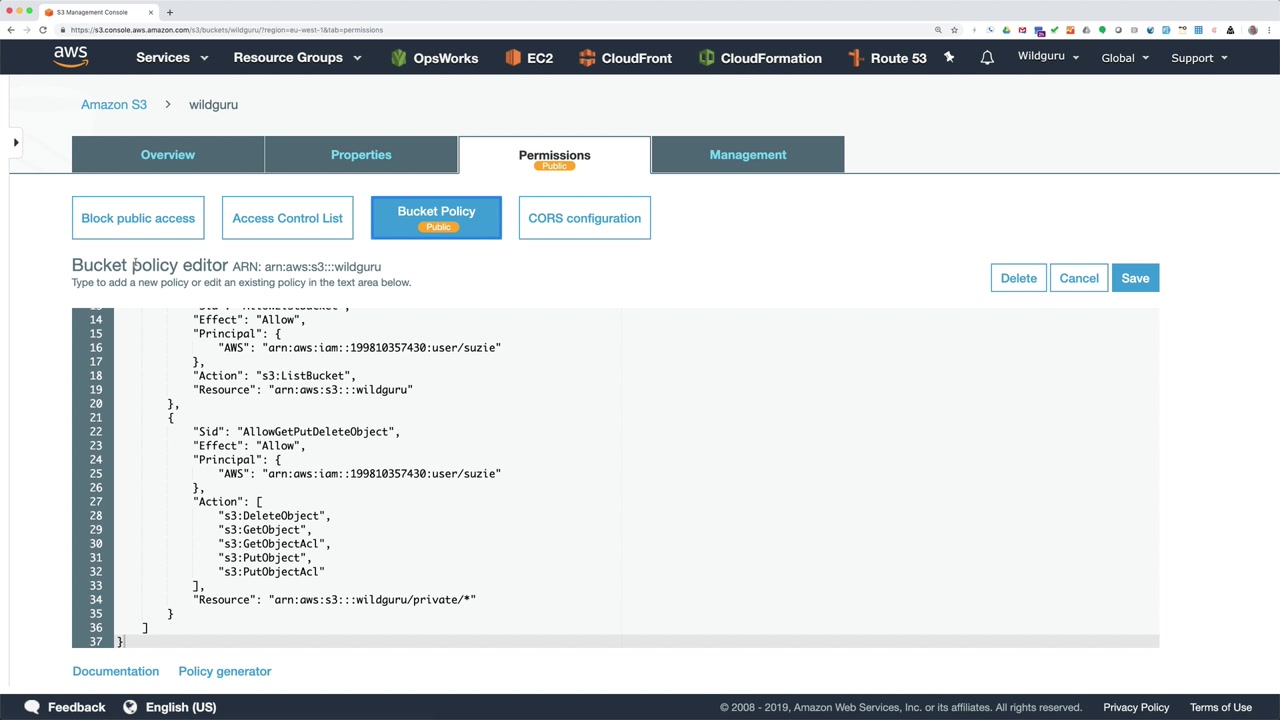 S3 Management Console
https://s3.console.aws.amazon.com/s3/buckets/wildguru/?region=eu-west-1&tab=permissions
aws Services Resource Groups OpsWorks EC2 CloudFront CloudFormation Route 53 Wildguru Global Support
Amazon S3 > wildguru
Overview Properties Permissions Management
Public
Block public access Access Control List Bucket Policy CORS configuration
Public
Bucket policy editor ARN: arn:aws:s3:::wildguru
Type to add a new policy or edit an existing policy in the text area below.
Delete Cancel Save
13 "Sid": "AllowListBucket",
14 "Effect": "Allow",
15 "Principal": {
16 "AWS": "arn:aws:iam::199810357430:user/suzie"
17 },
18 "Action": "s3:ListBucket",
19 "Resource": "arn:aws:s3:::wildguru"
20 },
21 {
22 "Sid": "AllowGetPutDeleteObject",
23 "Effect": "Allow",
24 "Principal": {
25 "AWS": "arn:aws:iam::199810357430:user/suzie"
26 },
27 "Action": [
28 "s3:DeleteObject",
29 "s3:GetObject",
30 "s3:GetObjectAcl",
31 "s3:PutObject",
32 "s3:PutObjectAcl"
33 ],
34 "Resource": "arn:aws:s3:::wildguru/private/*"
35 }
36 ]
37 }
Documentation Policy generator
Feedback English (US) © 2008 - 2019, Amazon Web Services, Inc. or its affiliates. All rights reserved. Privacy Policy Terms of Use